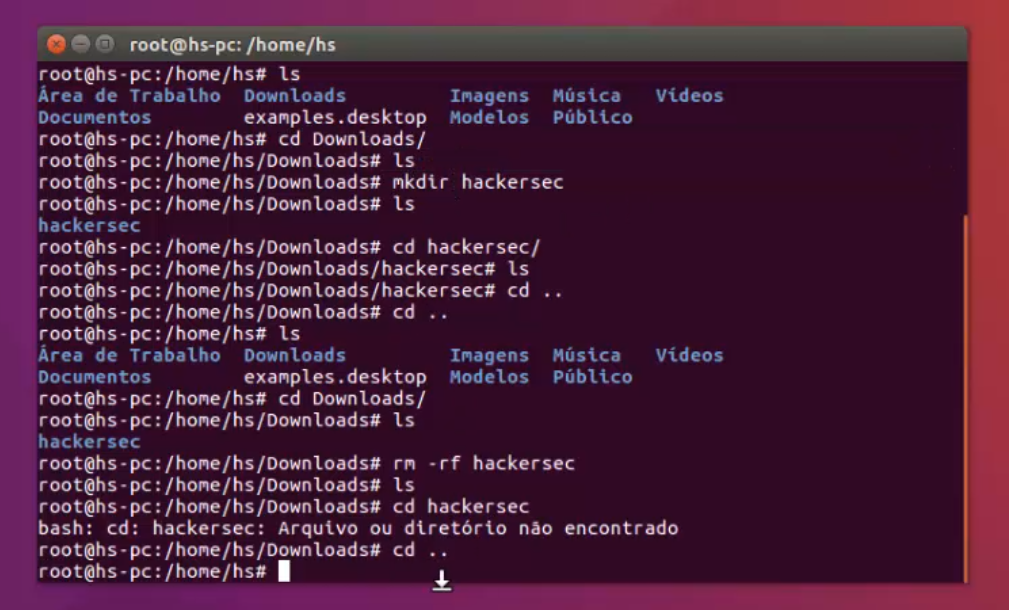 root@hs-pc: /home/hs
root@hs-pc:/home/hs# ls
Área de Trabalho  Downloads         Imagens  Música   Vídeos
Documentos        examples.desktop  Modelos  Público
root@hs-pc:/home/hs# cd Downloads/
root@hs-pc:/home/hs/Downloads# ls
root@hs-pc:/home/hs/Downloads# mkdir hackersec
root@hs-pc:/home/hs/Downloads# ls
hackersec
root@hs-pc:/home/hs/Downloads# cd hackersec/
root@hs-pc:/home/hs/Downloads/hackersec# ls
root@hs-pc:/home/hs/Downloads/hackersec# cd ..
root@hs-pc:/home/hs/Downloads# cd ..
root@hs-pc:/home/hs# ls
Área de Trabalho  Downloads         Imagens  Música   Vídeos
Documentos        examples.desktop  Modelos  Público
root@hs-pc:/home/hs# cd Downloads/
root@hs-pc:/home/hs/Downloads# ls
hackersec
root@hs-pc:/home/hs/Downloads# rm -rf hackersec
root@hs-pc:/home/hs/Downloads# ls
root@hs-pc:/home/hs/Downloads# cd hackersec
bash: cd: hackersec: Arquivo ou diretório não encontrado
root@hs-pc:/home/hs/Downloads# cd ..
root@hs-pc:/home/hs#